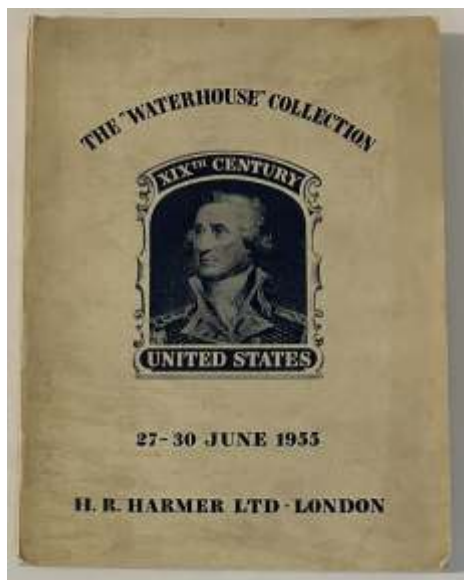 THE "WATERHOUSE" COLLECTION
XIXTH CENTURY
UNITED STATES
27-30 JUNE 1955
H. R. HARMER LTD - LONDON